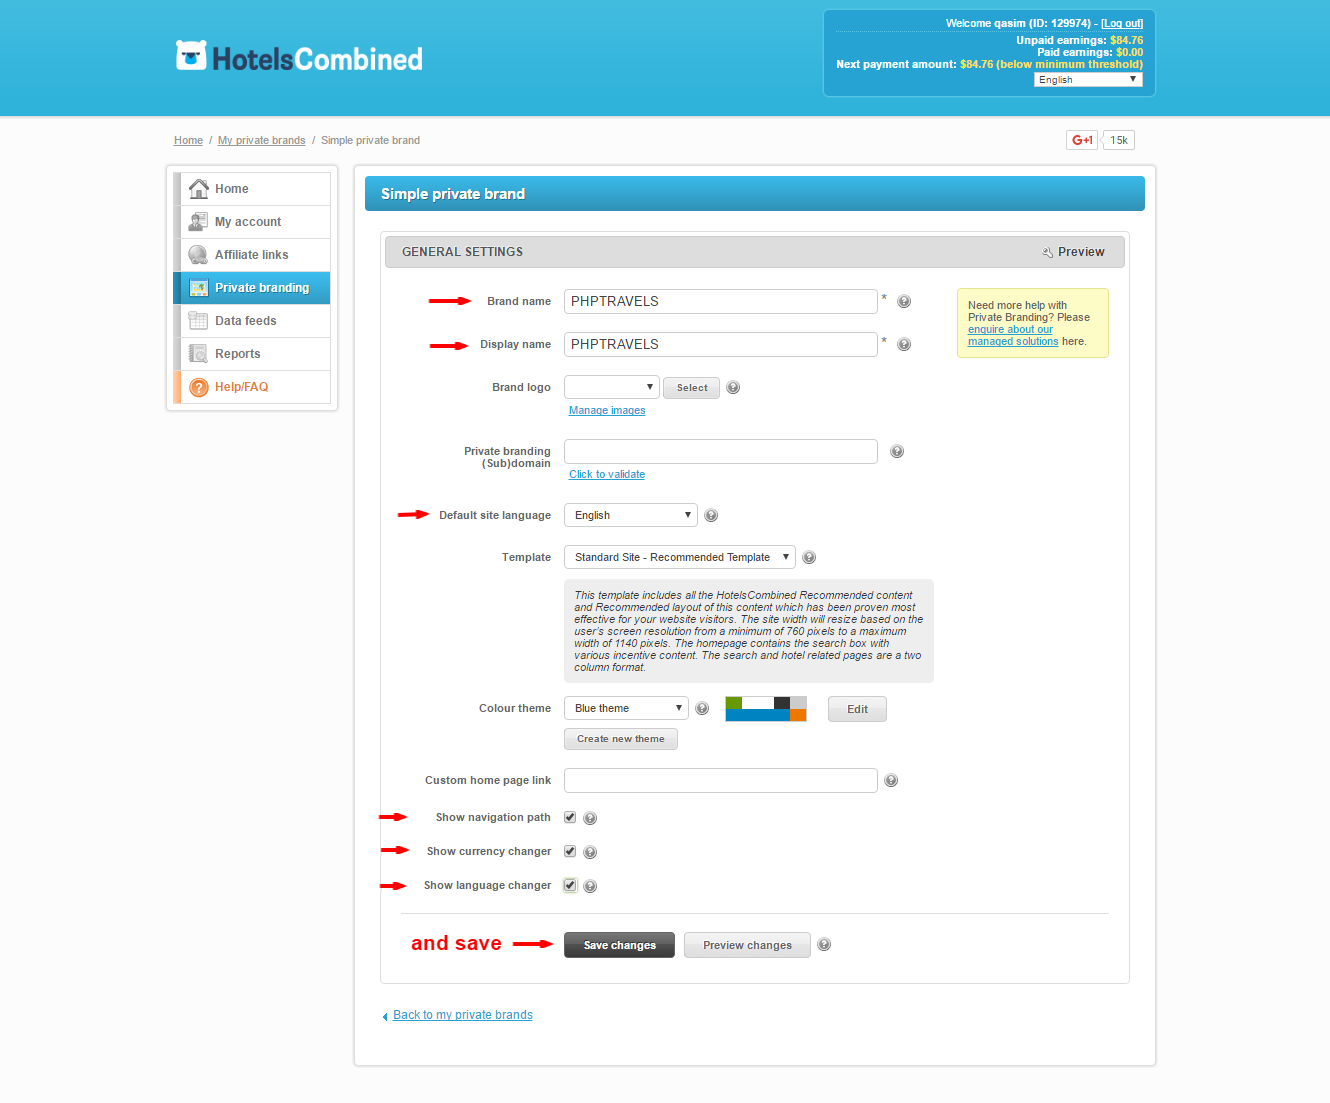 HotelsCombined
Welcome qasim (ID: 129974) - [Log out]
Unpaid earnings: $84.76
Paid earnings: $0.00
Next payment amount: $84.76 (below minimum threshold)
English
Home / My private brands / Simple private brand
G+1 15k
Home
My account
Affiliate links
Private branding
Data feeds
Reports
Help/FAQ
Simple private brand
GENERAL SETTINGS
Preview
Brand name PHPTRAVELS *
Display name PHPTRAVELS *
Need more help with
Private Branding? Please
enquire about our
managed solutions here.
Brand logo Select
Manage images
Private branding
(Sub)domain
Click to validate
Default site language English
Template Standard Site - Recommended Template
This template includes all the HotelsCombined Recommended content
and Recommended layout of this content which has been proven most
effective for your website visitors. The site width will resize based on the
user's screen resolution from a minimum of 760 pixels to a maximum
width of 1140 pixels. The homepage contains the search box with
various incentive content. The search and hotel related pages are a two
column format.
Colour theme Blue theme Edit
Create new theme
Custom home page link
Show navigation path
Show currency changer
Show language changer
and save Save changes Preview changes
Back to my private brands